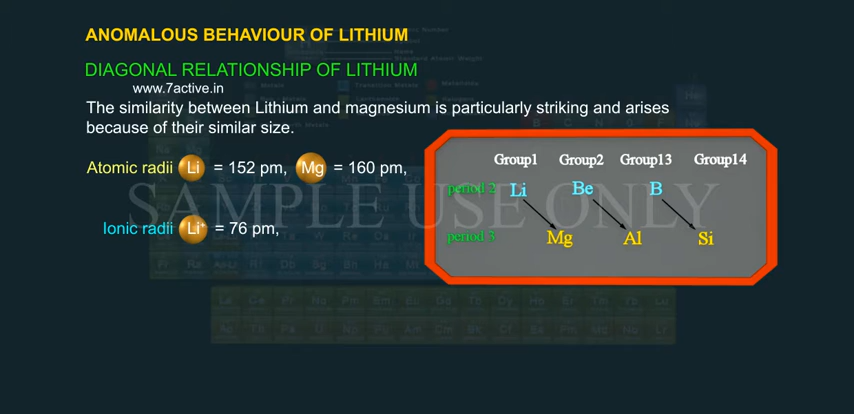 ANOMALOUS BEHAVIOUR OF LITHIUM
DIAGONAL RELATIONSHIP OF LITHIUM
www.7active.in
The similarity between Lithium and magnesium is particularly striking and arises
because of their similar size.
Atomic radii Li = 152 pm, Mg = 160 pm,
Ionic radii Li⁺ = 76 pm,
Group1 Group2 Group13 Group14
period 2 Li Be B
period 3 Mg Al Si
SAMPLE USE ONLY